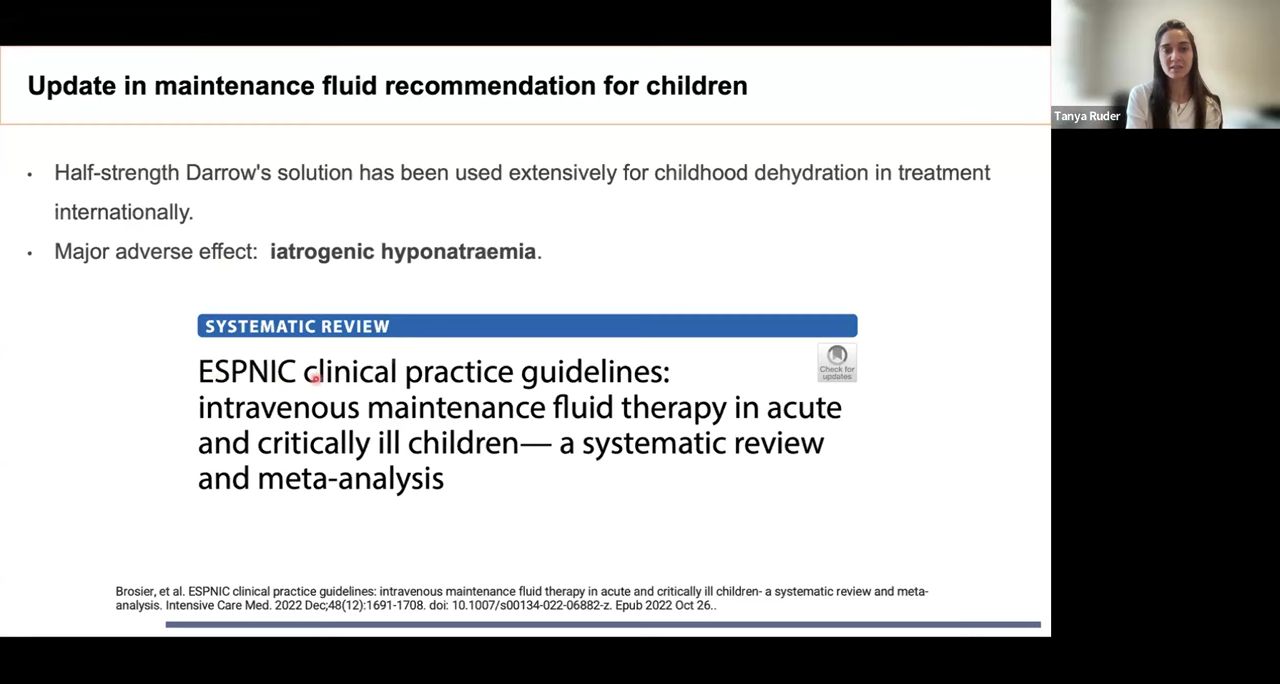 Update in maintenance fluid recommendation for children
Tanya Ruder
• Half-strength Darrow's solution has been used extensively for childhood dehydration in treatment
internationally.
• Major adverse effect: iatrogenic hyponatraemia.
SYSTEMATIC REVIEW
ESPNIC clinical practice guidelines:
intravenous maintenance fluid therapy in acute
and critically ill children— a systematic review
and meta-analysis
Check for
updates
Brosier, et al. ESPNIC clinical practice guidelines: intravenous maintenance fluid therapy in acute and critically ill children- a systematic review and meta-
analysis. Intensive Care Med. 2022 Dec;48(12):1691-1708. doi: 10.1007/s00134-022-06882-z. Epub 2022 Oct 26..